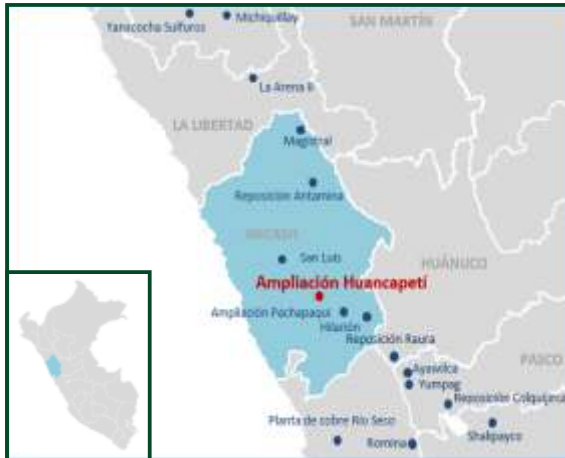 Michiquillay
SAN MARTÍN
Yanacocha Sulfuros
La Arena II
LA LIBERTAD
Magistral
Reposición Antamina
ANCASH
San Luis
HUÁNUCO
Ampliación Huancapetí
Ampliación Pachapaqui
Hilarión
Reposición Raura
PASCO
Ayawilca
Yumpag
Reposición Colquijirca
Planta de cobre Río Seco
Shalipayco
Romina